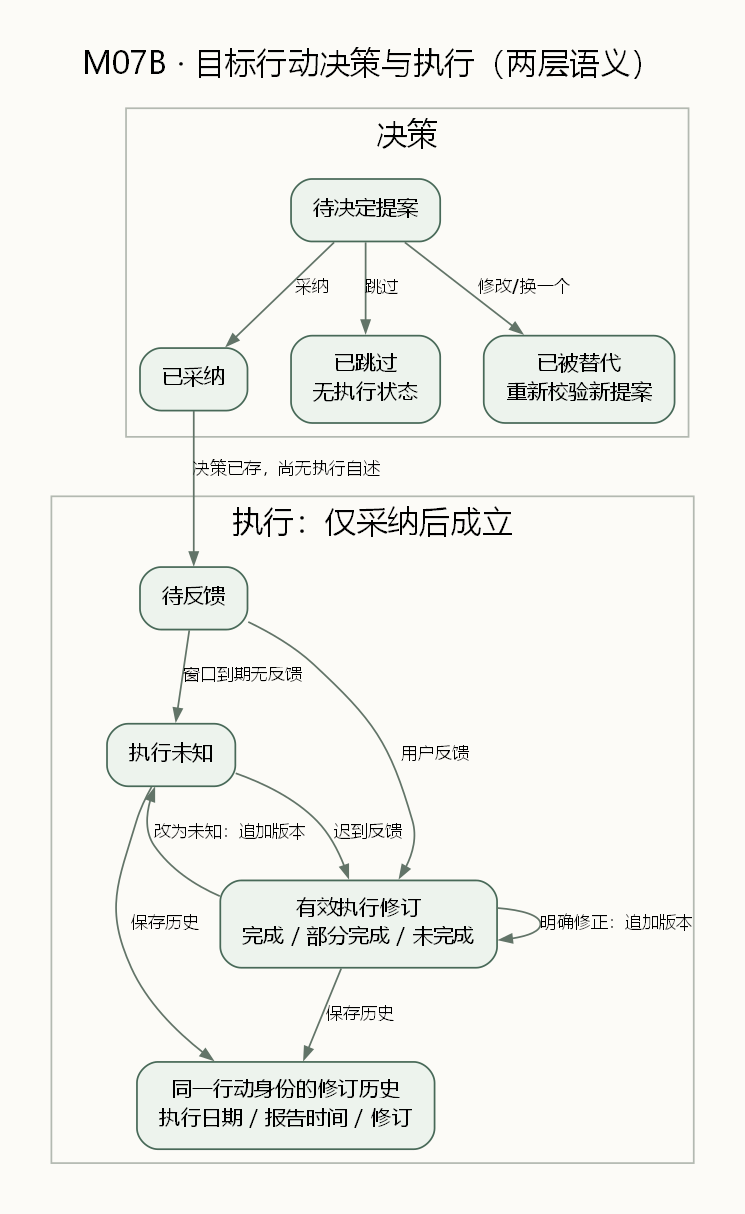 M07B · 目标行动决策与执行（两层语义）
决策
待决定提案
采纳
跳过
修改/换一个
已采纳
已跳过
无执行状态
已被替代
重新校验新提案
决策已存，尚无执行自述
执行：仅采纳后成立
待反馈
窗口到期无反馈
执行未知
用户反馈
改为未知：追加版本
迟到反馈
保存历史
有效执行修订
完成 / 部分完成 / 未完成
明确修正：追加版本
保存历史
同一行动身份的修订历史
执行日期 / 报告时间 / 修订